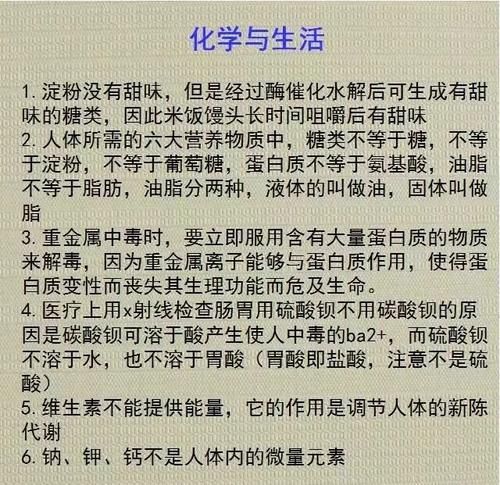 化学与生活
1.淀粉没有甜味，但是经过酶催化水解后可生成有甜
味的糖类，因此米饭馒头长时间咀嚼后有甜味
2.人体所需的六大营养物质中，糖类不等于糖，不等
于淀粉，不等于葡萄糖，蛋白质不等于氨基酸，油脂
不等于脂肪，油脂分两种，液体的叫做油，固体叫做
脂
3.重金属中毒时，要立即服用含有大量蛋白质的物质
来解毒，因为重金属离子能够与蛋白质作用，使得蛋
白质变性而丧失其生理功能而危及生命。
4.医疗上用x射线检查肠胃用硫酸钡不用碳酸钡的原
因是碳酸钡可溶于酸产生使人中毒的ba2+，而硫酸钡
不溶于水，也不溶于胃酸（胃酸即盐酸，注意不是硫
酸）
5.维生素不能提供能量，它的作用是调节人体的新陈
代谢
6.钠、钾、钙不是人体内的微量元素